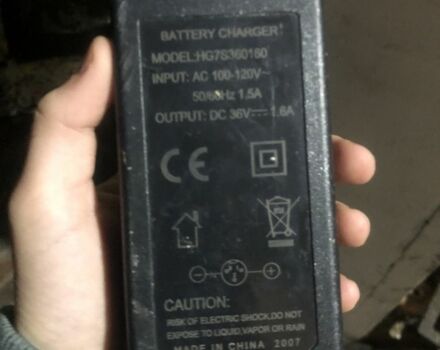 BATTERY CHARGER
MODEL:HG7S360160
INPUT: AC 100-120V~
50/60Hz 1.5A
OUTPUT: DC 36V⎓1.6A
CE
CAUTION:
RISK OF ELECTRIC SHOCK,DO NOT
EXPOSE TO LIQUID,VAPOR OR RAIN
MADE IN CHINA 2007